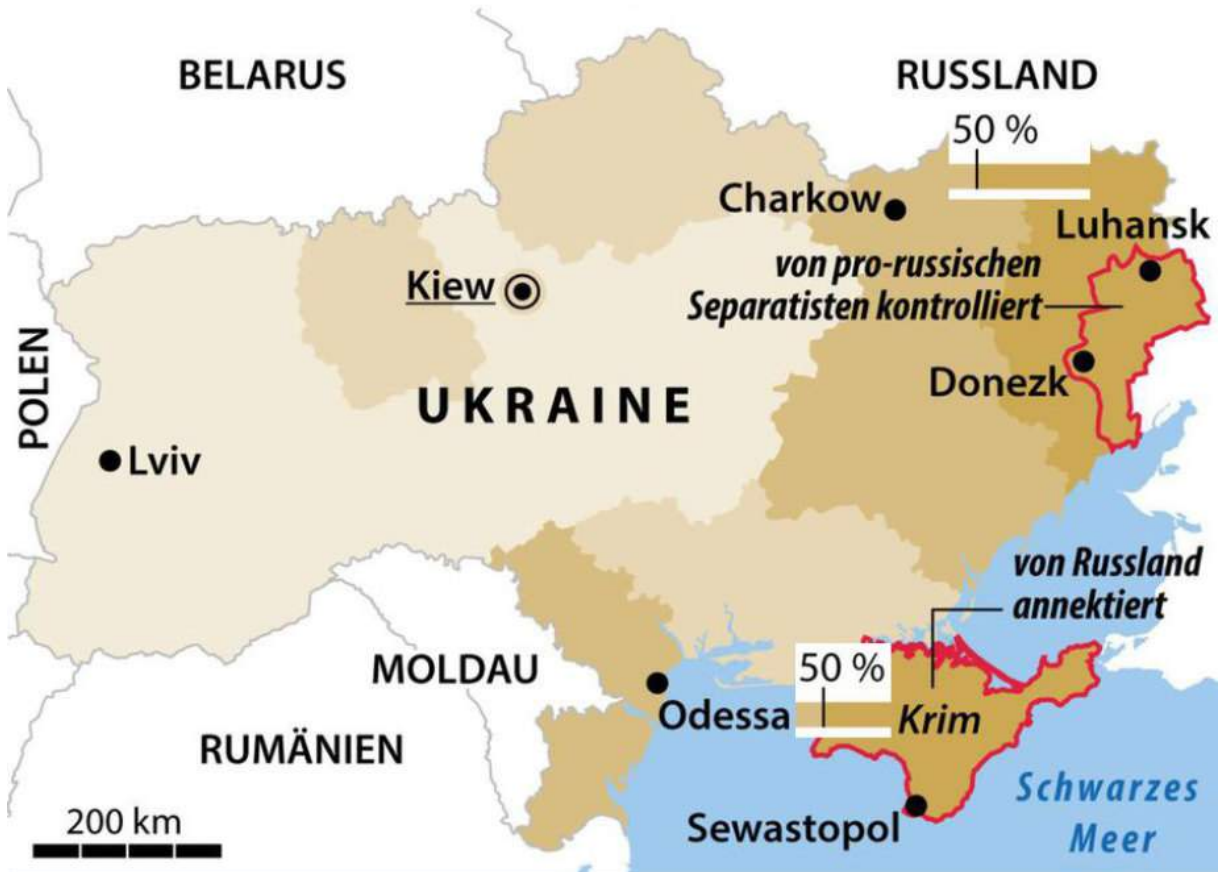 BELARUS
RUSSLAND
50 %
Charkow
Luhansk
von pro-russischen
Separatisten kontrolliert
Kiew
POLEN
Donezk
UKRAINE
Lviv
von Russland
annektiert
MOLDAU
50 %
Odessa
Krim
RUMÄNIEN
Schwarzes
Meer
200 km
Sewastopol